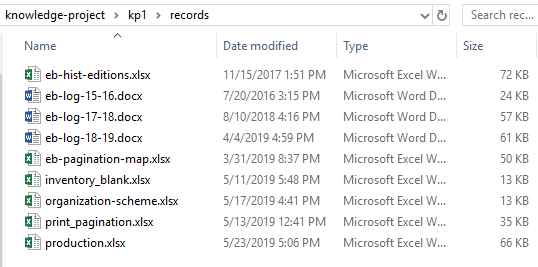 knowledge-project > kp1 > records
Search rec...
Name Date modified Type Size
eb-hist-editions.xlsx 11/15/2017 1:51 PM Microsoft Excel W... 72 KB
eb-log-15-16.docx 7/20/2016 3:15 PM Microsoft Word D... 24 KB
eb-log-17-18.docx 8/10/2018 4:16 PM Microsoft Word D... 57 KB
eb-log-18-19.docx 4/4/2019 4:59 PM Microsoft Word D... 61 KB
eb-pagination-map.xlsx 3/31/2019 8:37 PM Microsoft Excel W... 50 KB
inventory_blank.xlsx 5/11/2019 5:48 PM Microsoft Excel W... 13 KB
organization-scheme.xlsx 5/17/2019 4:41 PM Microsoft Excel W... 13 KB
print_pagination.xlsx 5/13/2019 12:41 PM Microsoft Excel W... 35 KB
production.xlsx 5/23/2019 5:06 PM Microsoft Excel W... 66 KB